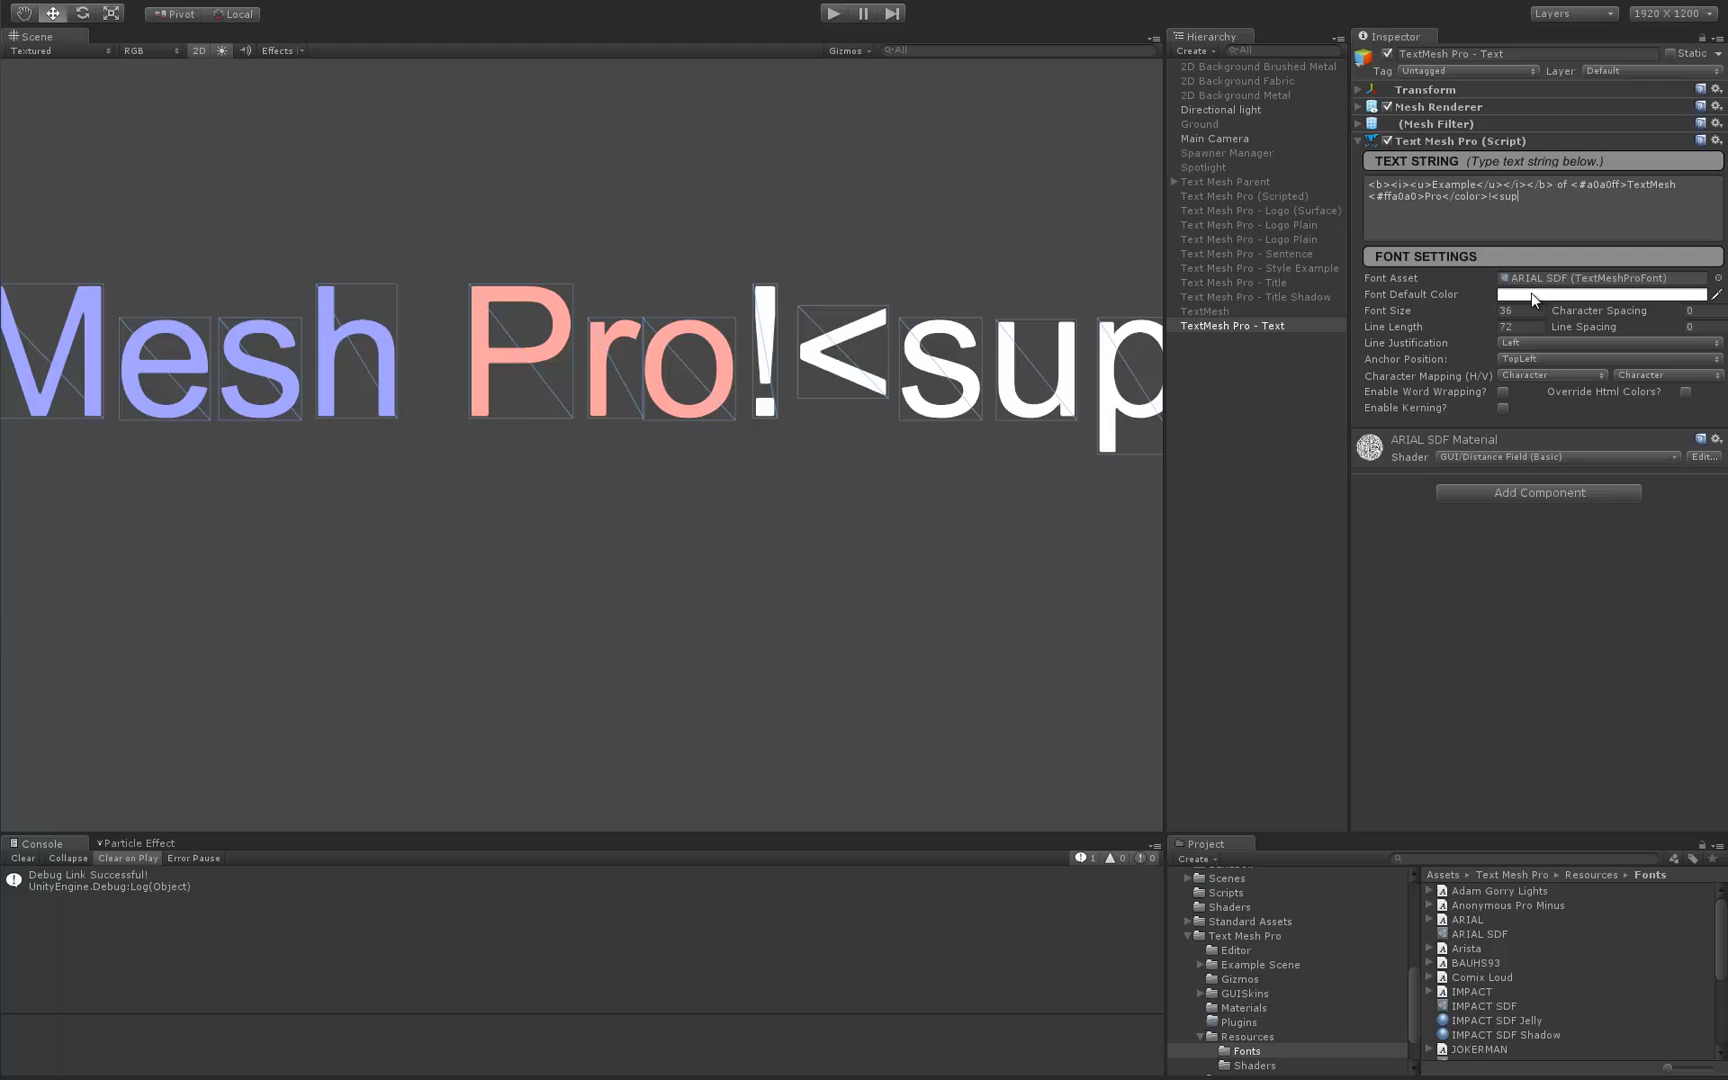 Pivot Local
Layers 1920 X 1200
Scene
Textured RGB 2D Effects Gizmos All
Mesh Pro!<sup
Hierarchy
Create All
2D Background Brushed Metal
2D Background Fabric
2D Background Metal
Directional light
Ground
Main Camera
Spawner Manager
Spotlight
Text Mesh Parent
Text Mesh Pro (Scripted)
Text Mesh Pro - Logo (Surface)
Text Mesh Pro - Logo Plain
Text Mesh Pro - Logo Plain
Text Mesh Pro - Sentence
Text Mesh Pro - Style Example
Text Mesh Pro - Title
Text Mesh Pro - Title Shadow
TextMesh
TextMesh Pro - Text
Inspector
TextMesh Pro - Text Static
Tag Untagged Layer Default
Transform
Mesh Renderer
(Mesh Filter)
Text Mesh Pro (Script)
TEXT STRING (Type text string below.)
<b><i><u>Example</u></i></b> of <#a0a0ff>TextMesh
<#ffa0a0>Pro</color>!<sup
FONT SETTINGS
Font Asset ARIAL SDF (TextMeshProFont)
Font Default Color
Font Size 36 Character Spacing 0
Line Length 72 Line Spacing 0
Line Justification Left
Anchor Position: TopLeft
Character Mapping (H/V) Character Character
Enable Word Wrapping? Override Html Colors?
Enable Kerning?
ARIAL SDF Material
Shader GUI/Distance Field (Basic) Edit...
Add Component
Console Particle Effect
Clear Collapse Clear on Play Error Pause 1 0 0
Debug Link Successful!
UnityEngine.Debug:Log(Object)
Project
Create
Scenes
Scripts
Shaders
Standard Assets
Text Mesh Pro
Editor
Example Scene
Gizmos
GUISkins
Materials
Plugins
Resources
Fonts
Shaders
Assets Text Mesh Pro Resources Fonts
Adam Gorry Lights
Anonymous Pro Minus
ARIAL
ARIAL SDF
Arista
BAUHS93
Comix Loud
IMPACT
IMPACT SDF
IMPACT SDF Jelly
IMPACT SDF Shadow
JOKERMAN